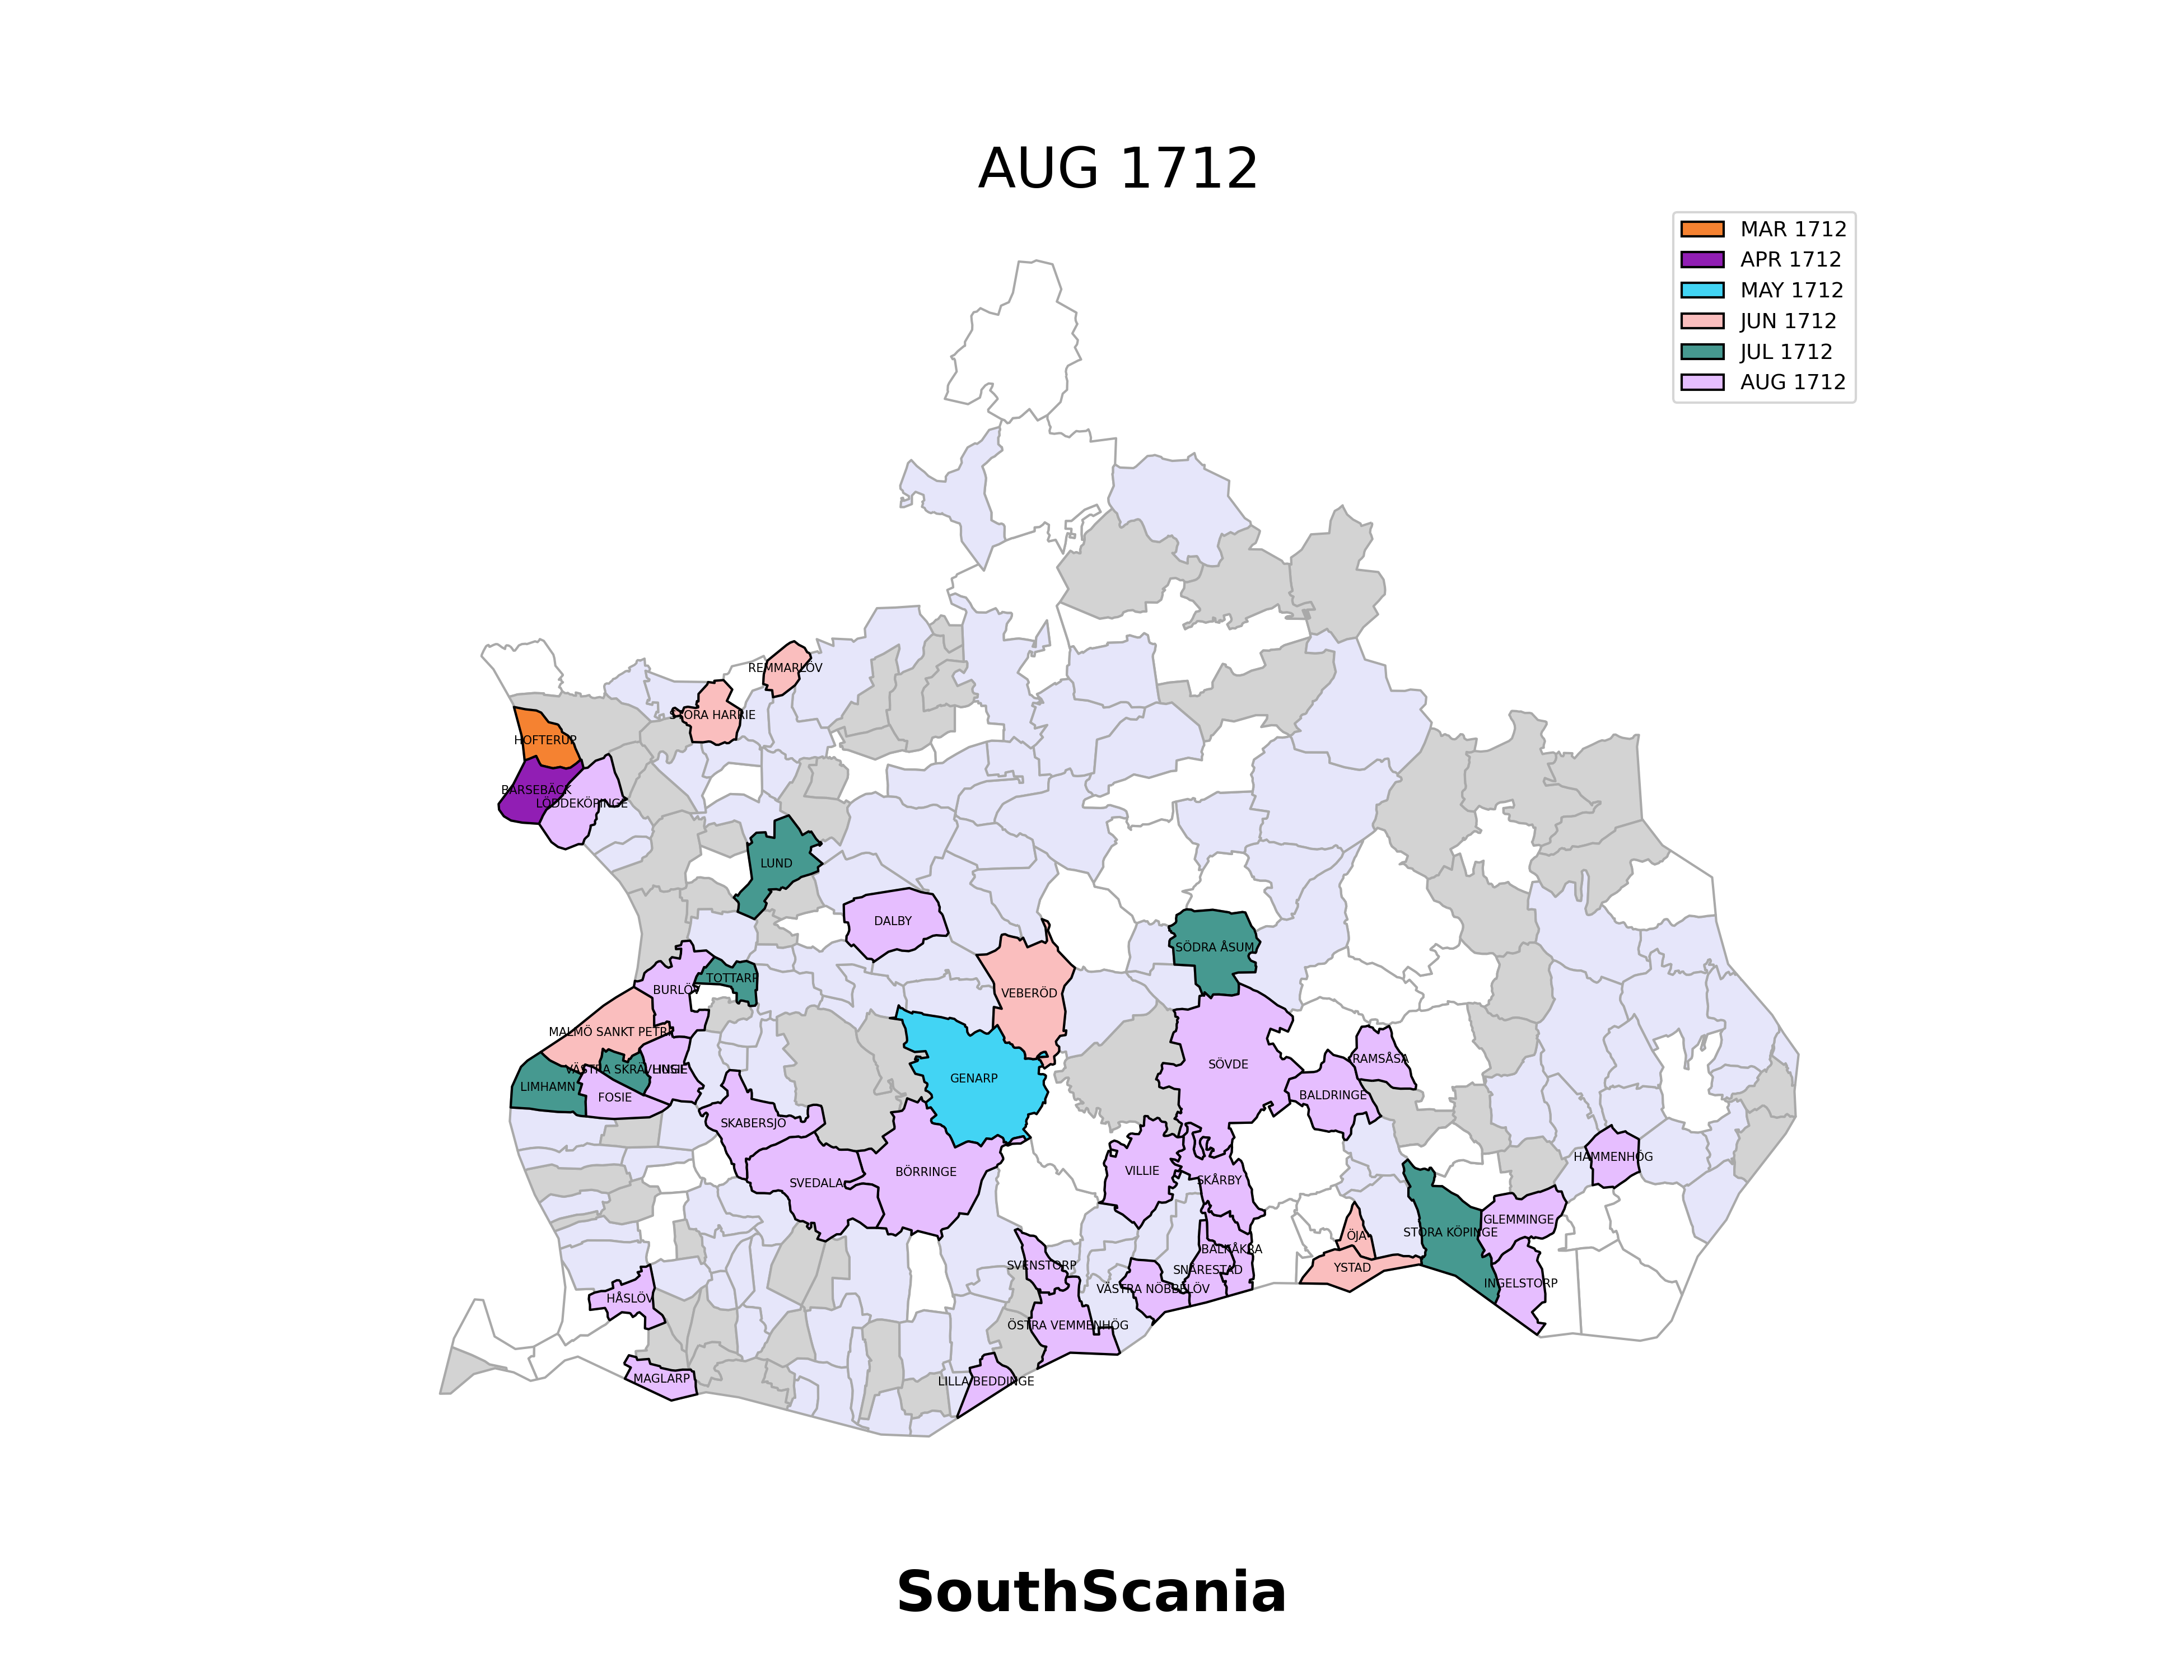 AUG 1712
MAR 1712
APR 1712
MAY 1712
JUN 1712
JUL 1712
AUG 1712
REMMARLÖV
STORA HARRIE
HOFTERUP
BARSEBÄCK
LÖDDEKÖPINGE
LUND
DALBY
SÖDRA ÅSUM
TOTTARP
BURLÖV
VEBERÖD
MALMÖ SANKT PETRI
SÖVDE
RAMSÅSA
VÄSTRA SKRÄVLINGE
HUSIE
GENARP
LIMHAMN
FOSIE
BALDRINGE
SKABERSJÖ
HAMMENHÖG
VILLIE
BÖRRINGE
SKÅRBY
SVEDALA
GLEMMINGE
STORA KÖPINGE
ÖJA
BALKÅKRA
SVENSTORP
YSTAD
SNÅRESTAD
INGELSTORP
VÄSTRA NÖBBELÖV
HÅSLÖV
ÖSTRA VEMMENHÖG
MAGLARP
LILLA BEDDINGE
SouthScania